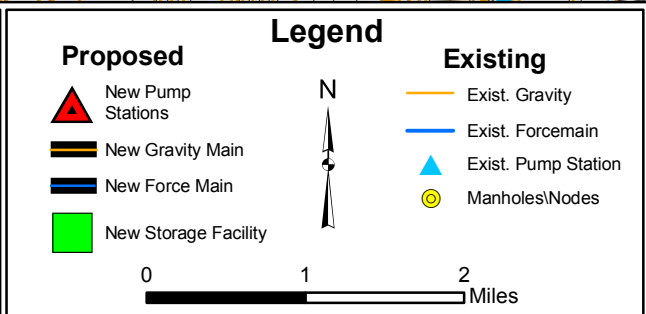 Legend
Proposed
New Pump
Stations
New Gravity Main
New Force Main
New Storage Facility
N
Existing
Exist. Gravity
Exist. Forcemain
Exist. Pump Station
Manholes\Nodes
0 1 2
Miles